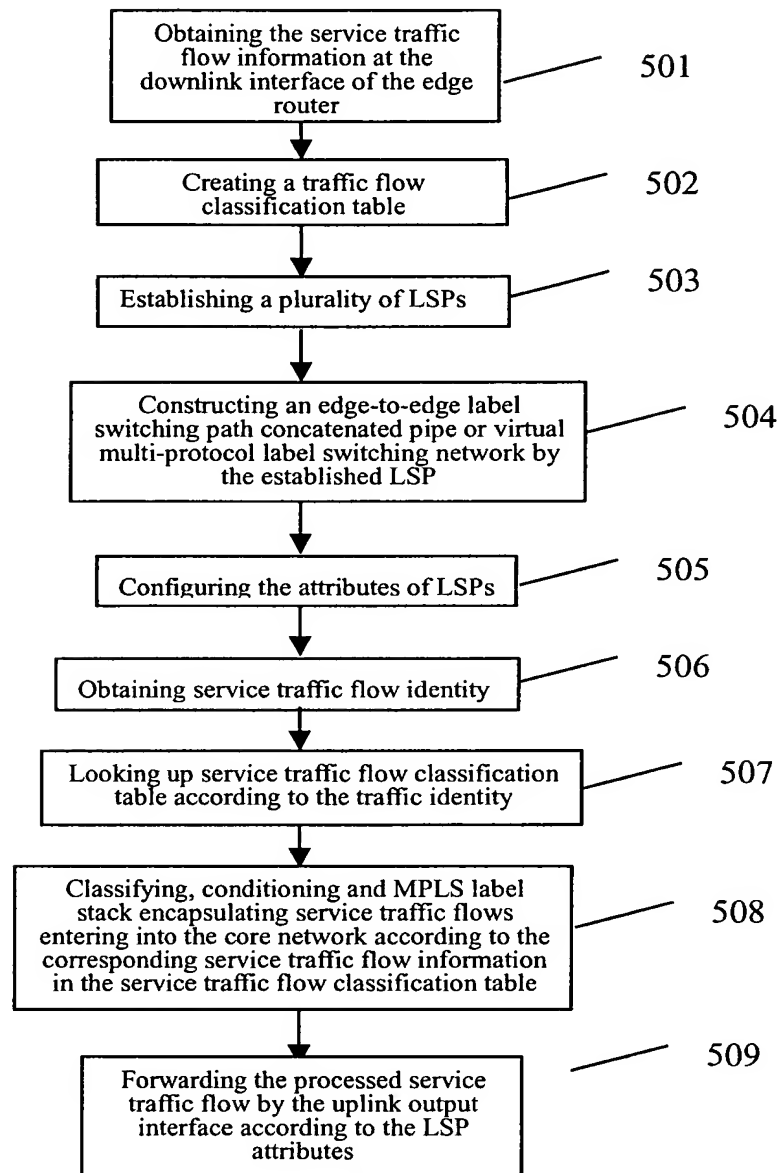 Obtaining the service traffic
flow information at the
downlink interface of the edge
router
501
Creating a traffic flow
classification table
502
Establishing a plurality of LSPs
503
Constructing an edge-to-edge label
switching path concatenated pipe or virtual
multi-protocol label switching network by
the established LSP
504
Configuring the attributes of LSPs
505
Obtaining service traffic flow identity
506
Looking up service traffic flow classification
table according to the traffic identity
507
Classifying, conditioning and MPLS label
stack encapsulating service traffic flows
entering into the core network according to the
corresponding service traffic flow information
in the service traffic flow classification table
508
Forwarding the processed service
traffic flow by the uplink output
interface according to the LSP
attributes
509